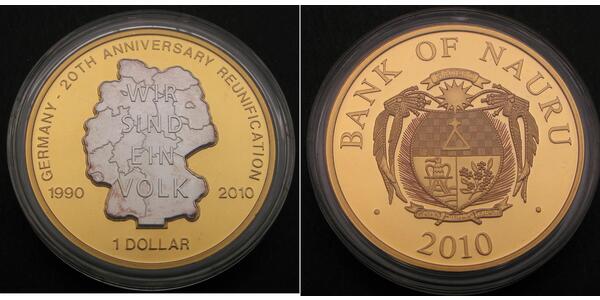 GERMANY - 20TH ANNIVERSARY REUNIFICATION
WIR
SIND
EIN
VOLK
1990
2010
1 DOLLAR
BANK OF NAURU
2010